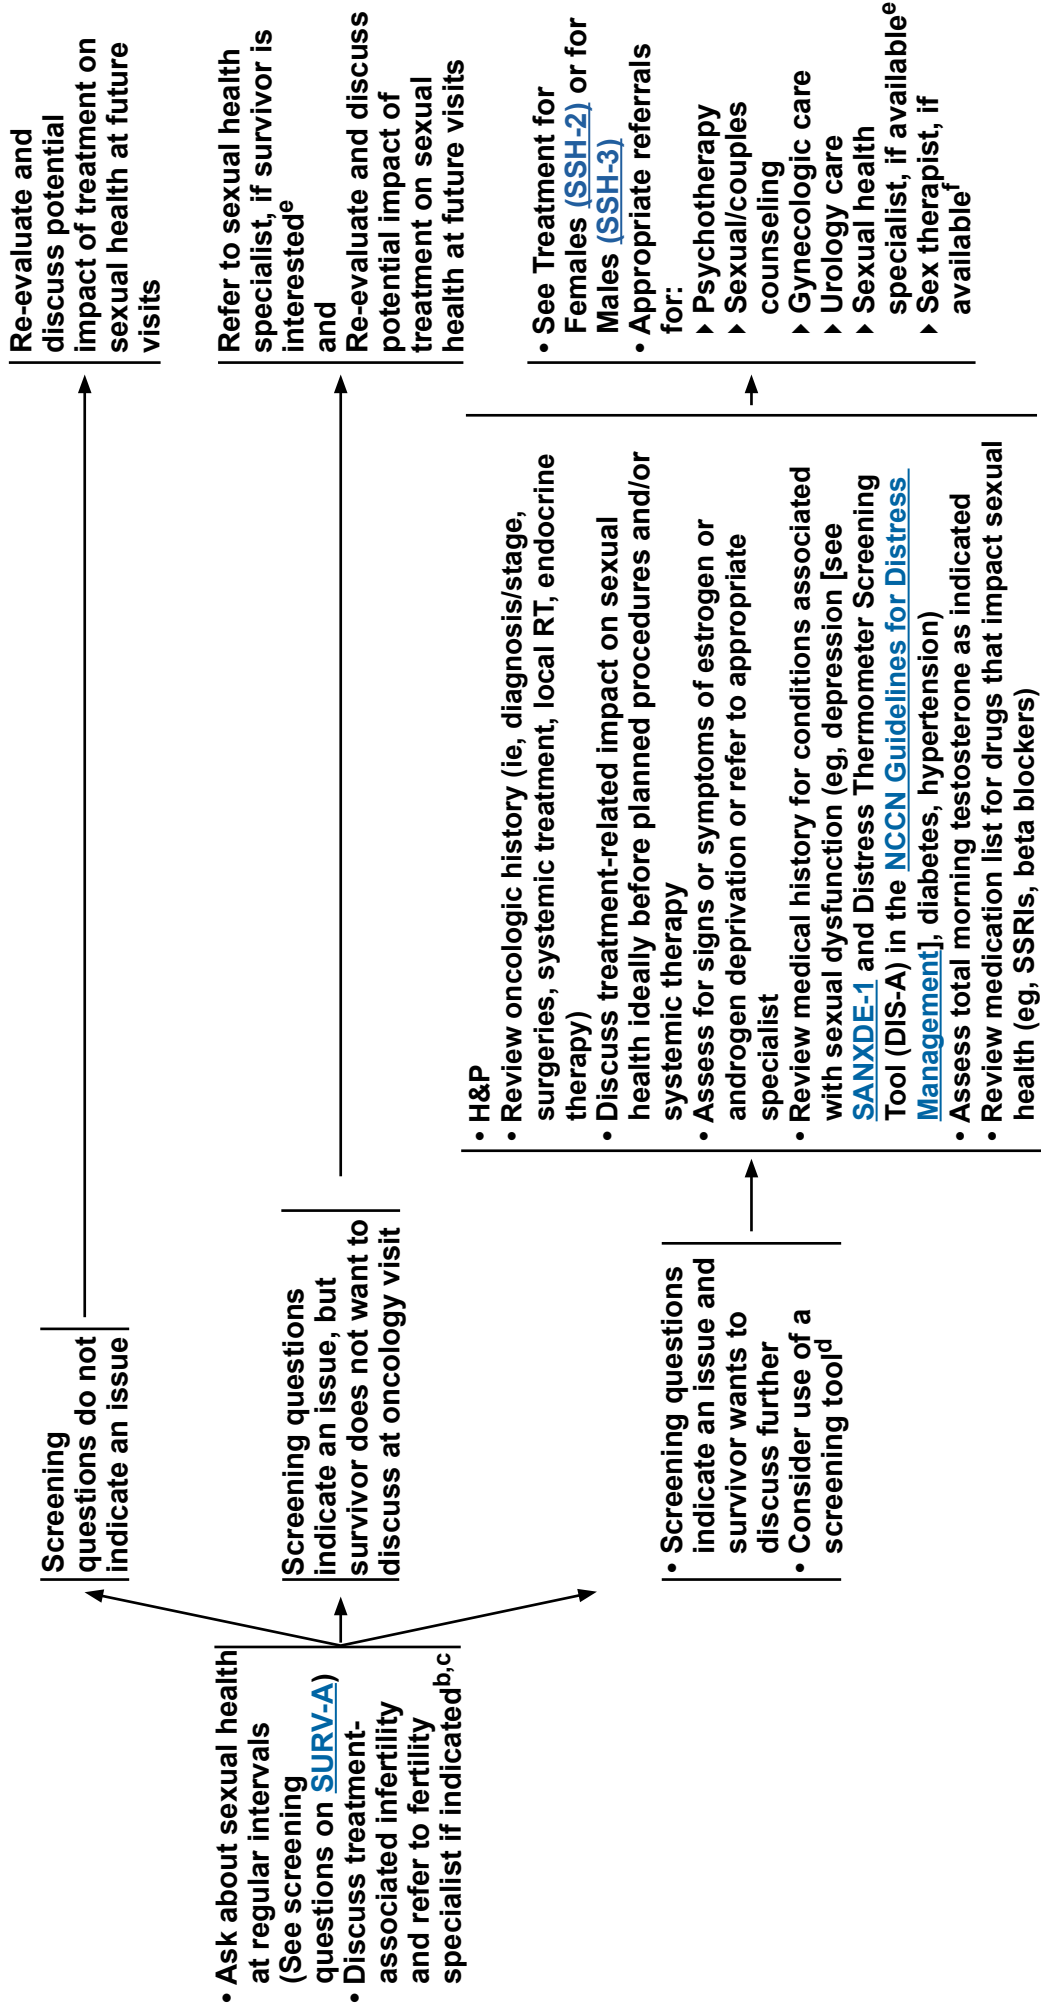 • Ask about sexual health
at regular intervals
(See screening
questions on SURV-A)
• Discuss treatment-
associated infertility
and refer to fertility
specialist if indicatedb,c
Screening
questions do not
indicate an issue
Re-evaluate and
discuss potential
impact of treatment on
sexual health at future
visits
Screening questions
indicate an issue, but
survivor does not want to
discuss at oncology visit
Refer to sexual health
specialist, if survivor is
interestede
and
Re-evaluate and discuss
potential impact of
treatment on sexual
health at future visits
• Screening questions
indicate an issue and
survivor wants to
discuss further
• Consider use of a
screening toold
• H&P
• Review oncologic history (ie, diagnosis/stage,
surgeries, systemic treatment, local RT, endocrine
therapy)
• Discuss treatment-related impact on sexual
health ideally before planned procedures and/or
systemic therapy
• Assess for signs or symptoms of estrogen or
androgen deprivation or refer to appropriate
specialist
• Review medical history for conditions associated
with sexual dysfunction (eg, depression [see
SANXDE-1 and Distress Thermometer Screening
Tool (DIS-A) in the NCCN Guidelines for Distress
Management], diabetes, hypertension)
• Assess total morning testosterone as indicated
• Review medication list for drugs that impact sexual
health (eg, SSRIs, beta blockers)
• See Treatment for
Females (SSH-2) or for
Males (SSH-3)
• Appropriate referrals
for:
▸ Psychotherapy
▸ Sexual/couples
counseling
▸ Gynecologic care
▸ Urology care
▸ Sexual health
specialist, if availablee
▸ Sex therapist, if
availablef